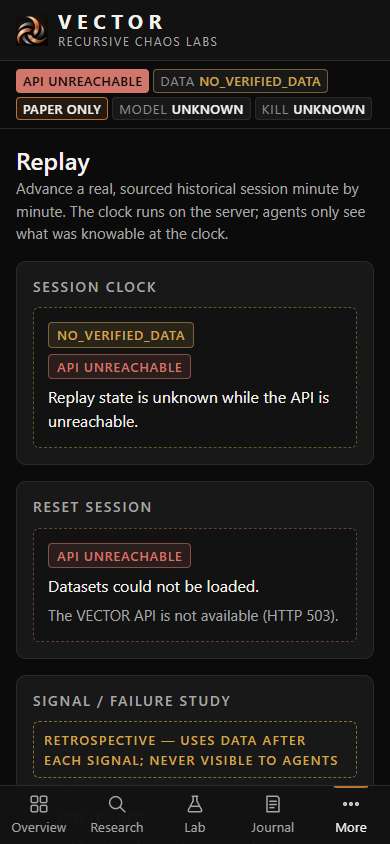 VECTOR
RECURSIVE CHAOS LABS
API UNREACHABLE DATA NO_VERIFIED_DATA
PAPER ONLY MODEL UNKNOWN KILL UNKNOWN
Replay
Advance a real, sourced historical session minute by
minute. The clock runs on the server; agents only see
what was knowable at the clock.
SESSION CLOCK
NO_VERIFIED_DATA
API UNREACHABLE
Replay state is unknown while the API is
unreachable.
RESET SESSION
API UNREACHABLE
Datasets could not be loaded.
The VECTOR API is not available (HTTP 503).
SIGNAL / FAILURE STUDY
RETROSPECTIVE — USES DATA AFTER
EACH SIGNAL; NEVER VISIBLE TO AGENTS
Overview Research Lab Journal More